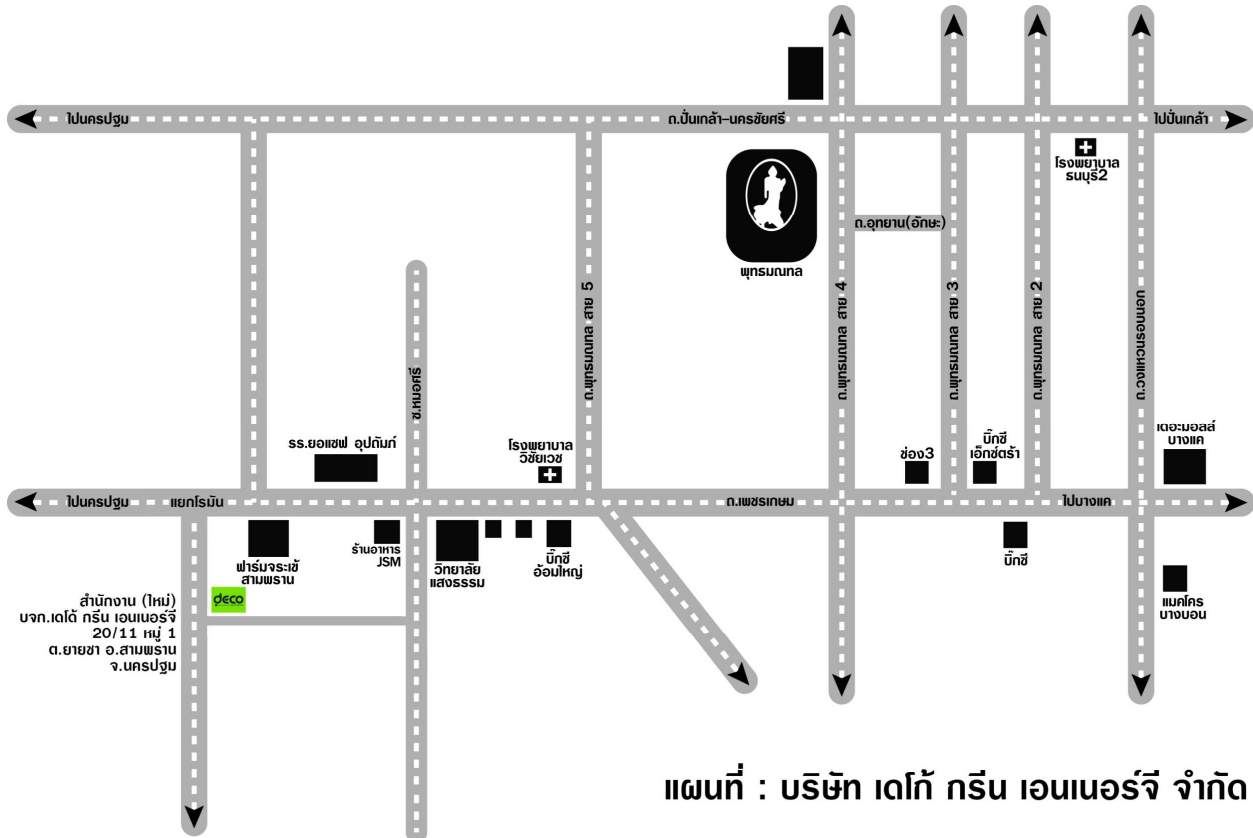 ไปนครปฐม
ถ.ปิ่นเกล้า-นครชัยศรี
ไปปิ่นเกล้า
โรงพยาบาล
ธนบุรี2
ถ.อุทยาน(อักษะ)
พุทธมณฑล
ถ.พุทธมณฑล สาย 5
ถ.พุทธมณฑล สาย 4
ถ.พุทธมณฑล สาย 3
ถ.พุทธมณฑล สาย 2
ถ.วงแหวนรอบนอก
ซ.หมอศรี
รร.ยอแซฟ อุปถัมภ์
โรงพยาบาล
วิชัยเวช
ช่อง3
บิ๊กซี
เอ็กซ์ตร้า
เดอะมอลล์
บางแค
ไปนครปฐม
แยกโรมัน
ถ.เพชรเกษม
ไปบางแค
ฟาร์มจระเข้
สามพราน
ร้านอาหาร
JSM
วิทยาลัย
แสงธรรม
บิ๊กซี
อ้อมใหญ่
บิ๊กซี
แมคโคร
บางบอน
deco
สำนักงาน (ใหม่)
บจก.เดโก้ กรีน เอนเนอร์จี
20/11 หมู่ 1
ต.ยายชา อ.สามพราน
จ.นครปฐม
แผนที่ : บริษัท เดโก้ กรีน เอนเนอร์จี จำกัด